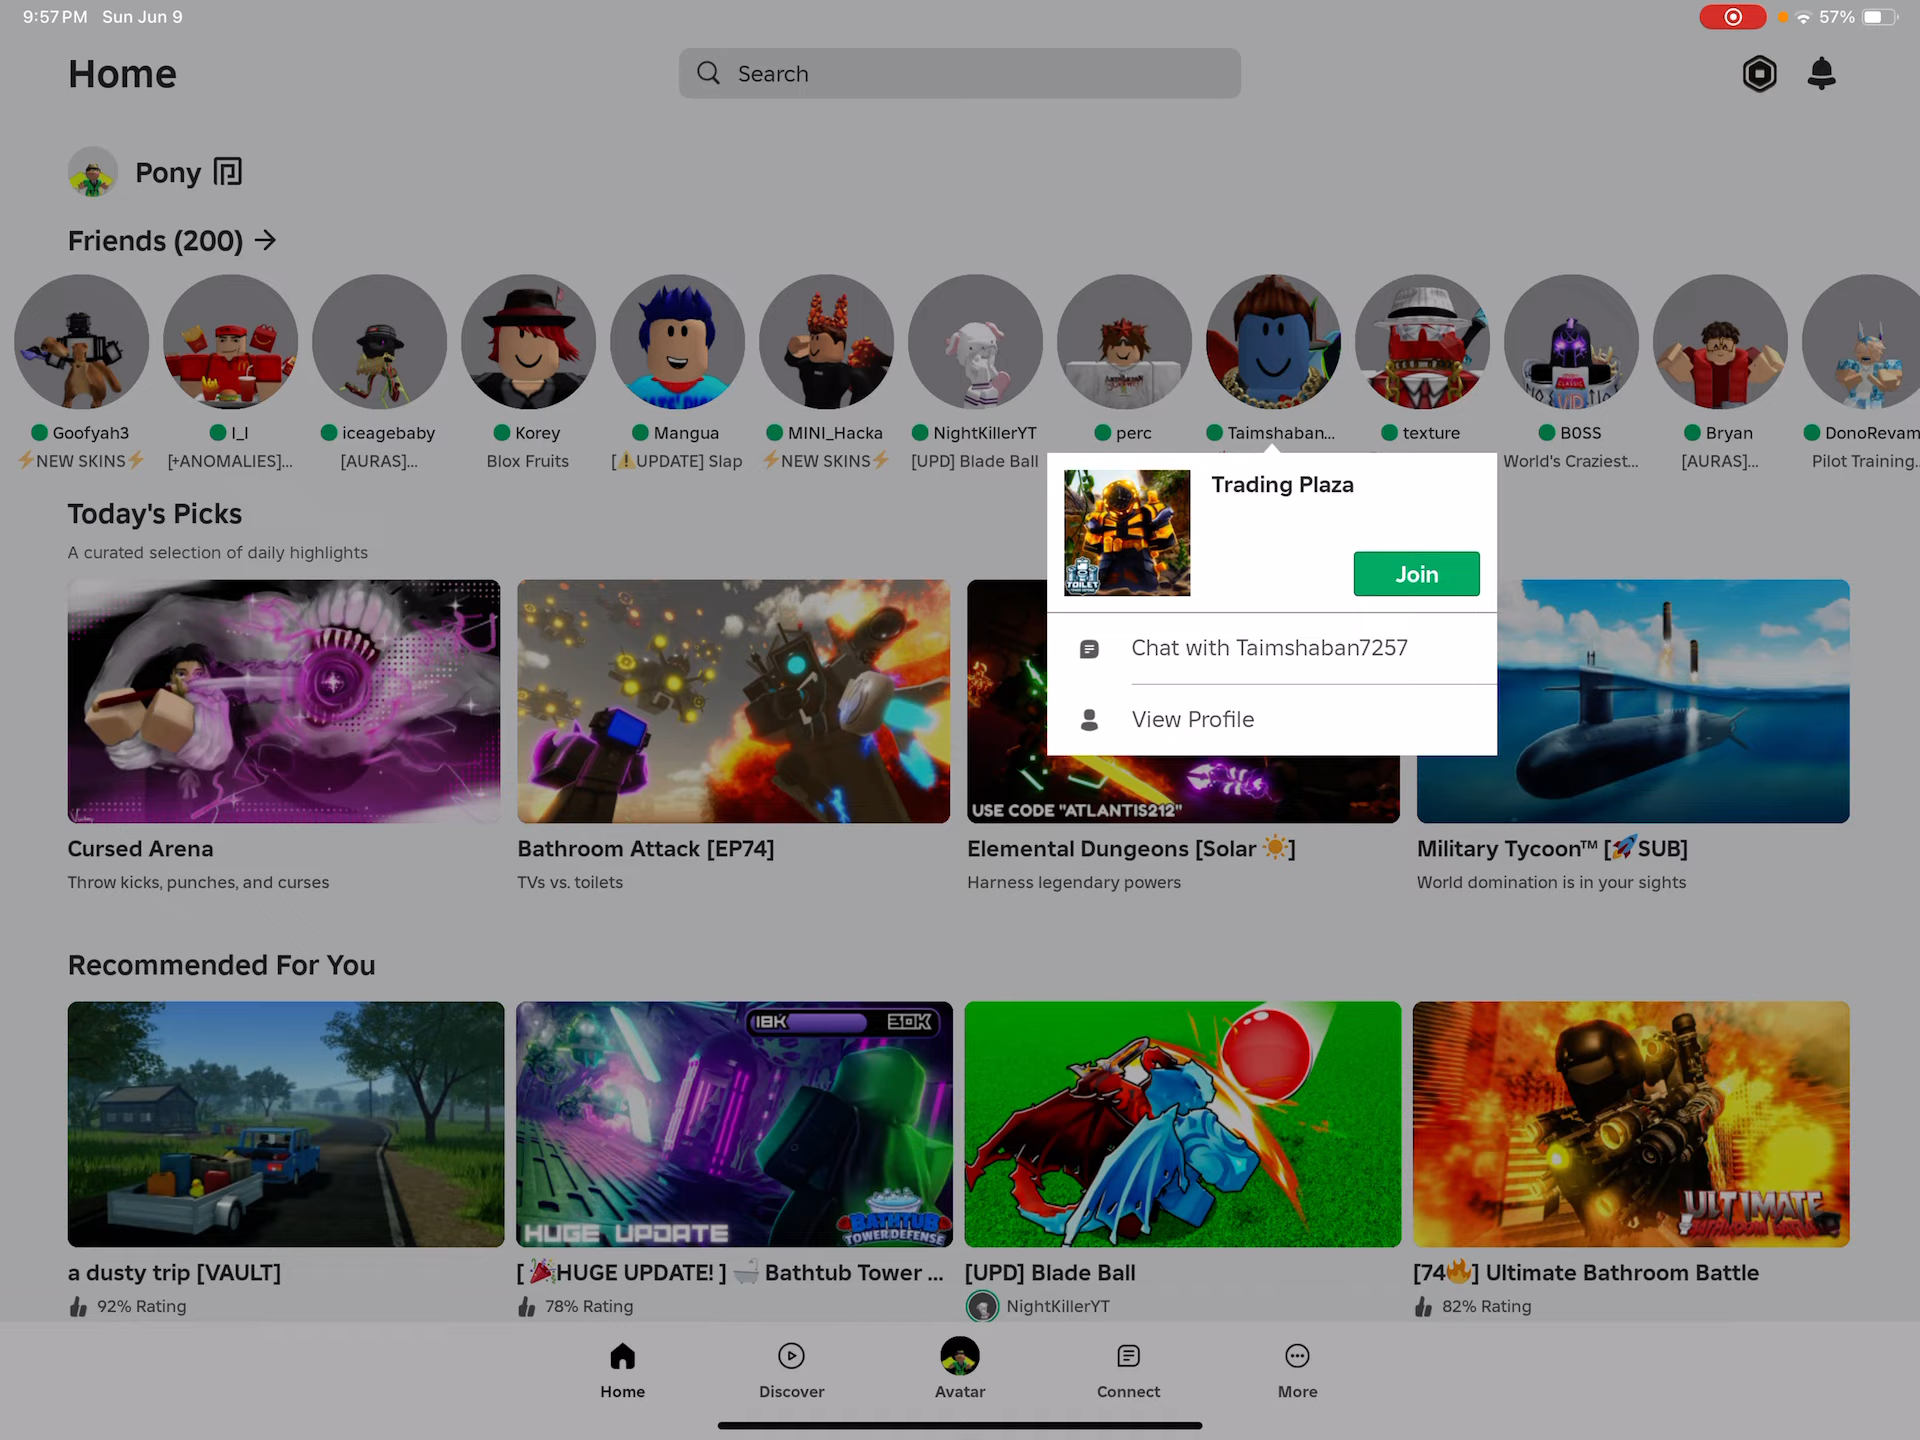 9:57 PM Sun Jun 9
57%
Home
Search
Pony
Friends (200)
Goofyah3
I_I
iceagebaby
Korey
Mangua
MINI_Hacka
NightKillerYT
perc
Taimshaban...
texture
B0SS
Bryan
DonoRevam
⚡NEW SKINS⚡
[+ANOMALIES]...
[AURAS]...
Blox Fruits
[⚠️UPDATE] Slap
⚡NEW SKINS⚡
[UPD] Blade Ball
World's Craziest...
[AURAS]...
Pilot Training
Trading Plaza
TOILET
Join
Chat with Taimshaban7257
View Profile
Today's Picks
A curated selection of daily highlights
VIP
USE CODE "ATLANTIS212"
Cursed Arena
Throw kicks, punches, and curses
Bathroom Attack [EP74]
TVs vs. toilets
Elemental Dungeons [Solar ☀️]
Harness legendary powers
Military Tycoon™ [🚀SUB]
World domination is in your sights
Recommended For You
18K
30K
HUGE UPDATE
BATHTUB
TOWER DEFENSE
ULTIMATE
BATHROOM BATTLE
a dusty trip [VAULT]
92% Rating
[ 🎉HUGE UPDATE! ] 🛁 Bathtub Tower ...
78% Rating
[UPD] Blade Ball
NightKillerYT
[74🔥] Ultimate Bathroom Battle
82% Rating
Home
Discover
Avatar
Connect
More